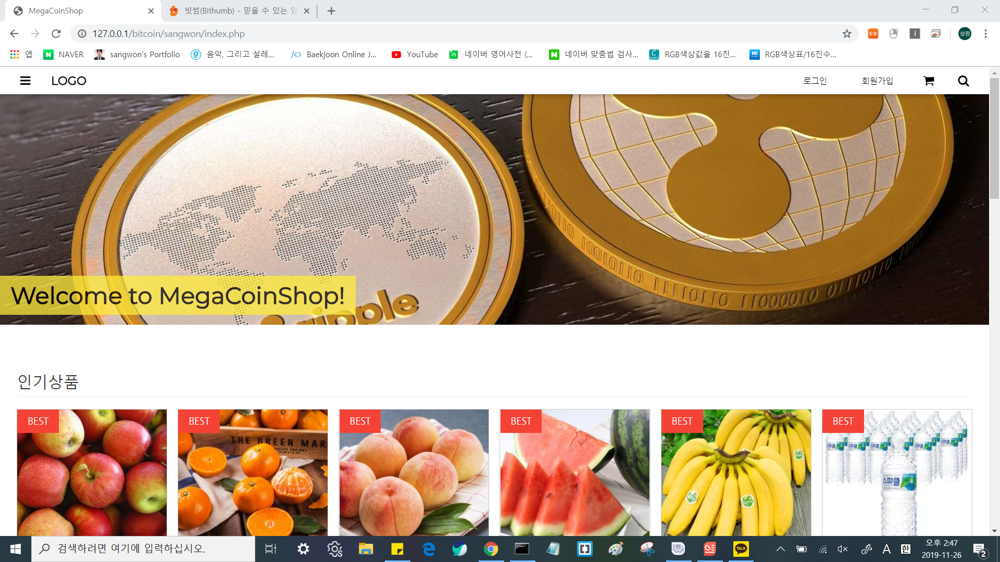 MegaCoinShop
빗썸(Bithumb) - 믿을 수 있는 암
127.0.0.1/bitcoin/sangwon/index.php
EX
상원
앱
NAVER
sangwon's Portfolio
음악, 그리고 설레...
Baekjoon Online J...
YouTube
네이버 영어사전 (...
네이버 맞춤법 검사...
RGB색상값을 16진...
RGB색상표/16진수...
LOGO
로그인
회원가입
Welcome to MegaCoinShop!
ripple
인기상품
BEST
BEST
BEST
BEST
BEST
BEST
THE GREEN MAR
스파클
검색하려면 여기에 입력하십시오.
TALK
A
한
오후 2:47
2019-11-26
2